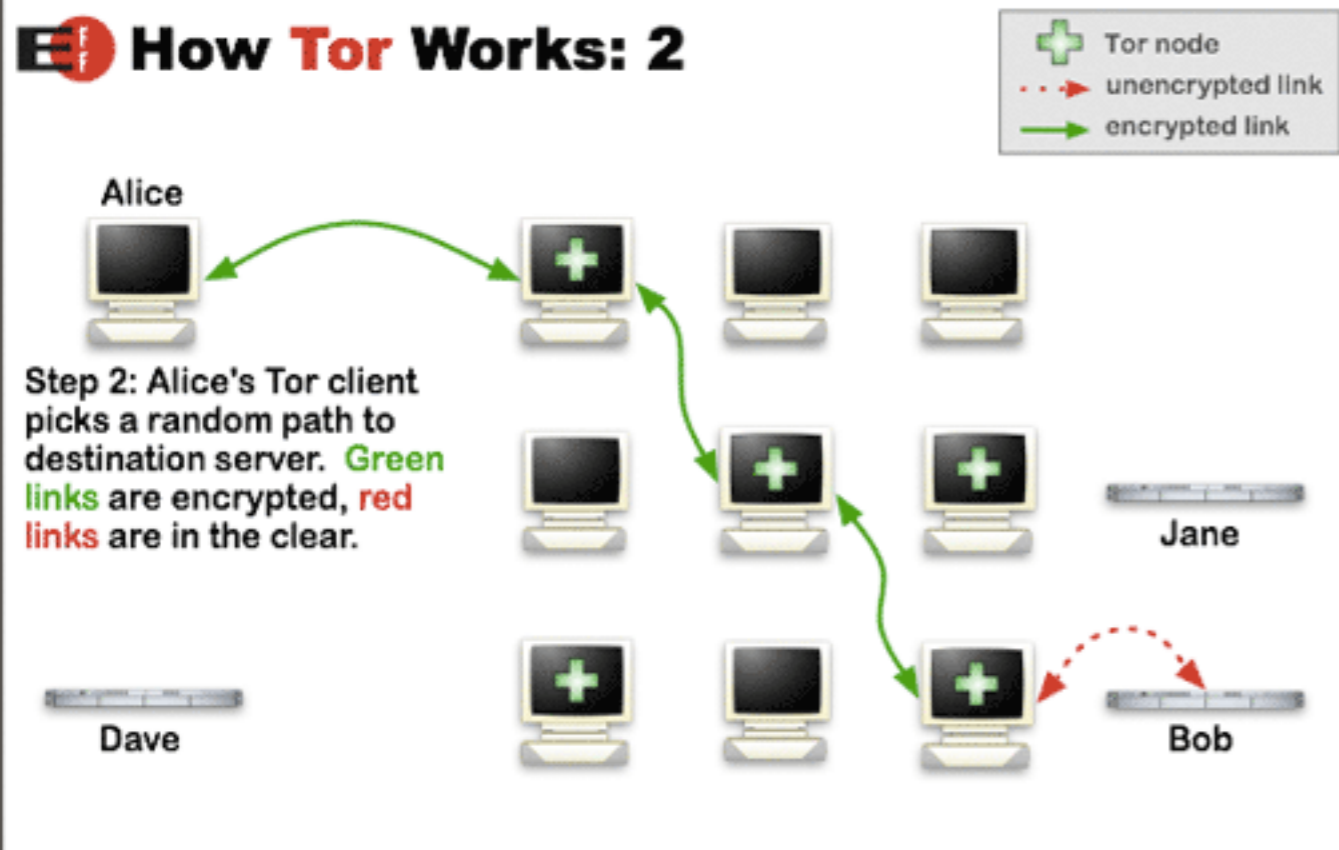 EFF How Tor Works: 2
Tor node
unencrypted link
encrypted link
Alice
Step 2: Alice's Tor client
picks a random path to
destination server. Green
links are encrypted, red
links are in the clear.
Jane
Dave
Bob